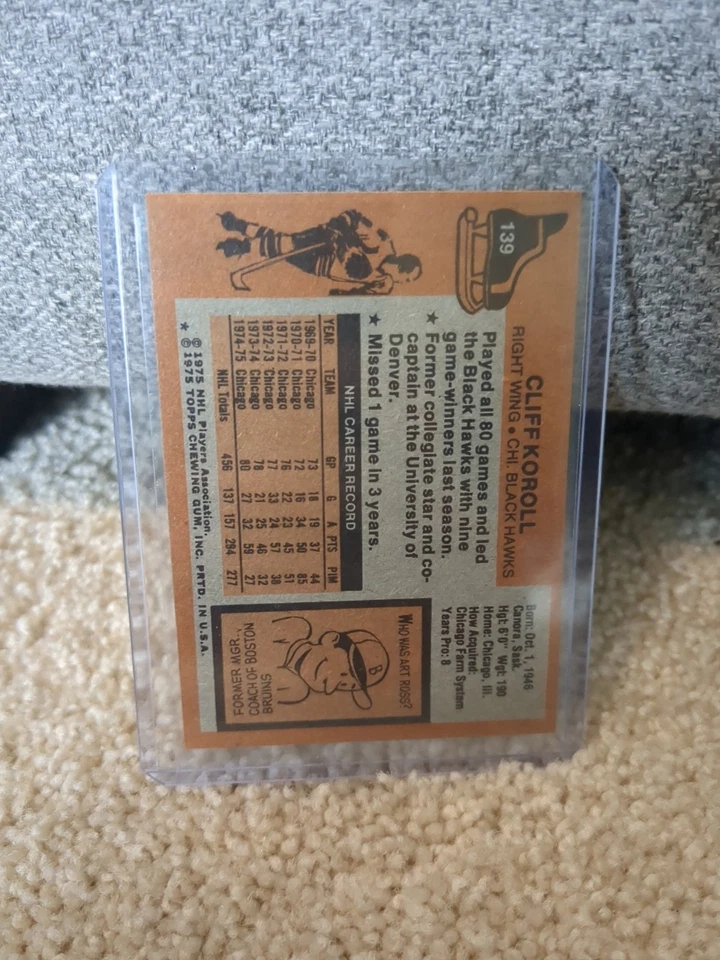 139
CLIFF KOROLL
RIGHT WING • CHI. BLACK HAWKS
Played all 80 games and led
the Black Hawks with nine
game-winners last season.
★ Former collegiate star and co-
captain at the University of
Denver.
★ Missed 1 game in 3 years.
Born: Oct. 1, 1946
Canora, Sask.
Hgt: 6'0" Wgt: 190
Home: Chicago, Ill.
How Acquired:
Chicago Farm System
Years Pro: 8
NHL CAREER RECORD
YEAR TEAM GP G A PTS PIM
1969-70 Chicago 73 18 19 37 44
1970-71 Chicago 72 16 34 50 85
1971-72 Chicago 76 22 23 45 51
1972-73 Chicago 77 33 24 57 38
1973-74 Chicago 78 21 25 46 32
1974-75 Chicago 80 27 32 59 27
NHL Totals 456 137 157 294 277
WHO WAS ART ROSS?
B
FORMER MGR.
COACH OF BOSTON
BRUINS
© 1975 NHL Players Association.
★ © 1975 TOPPS CHEWING GUM, INC. PRTD. IN U.S.A.